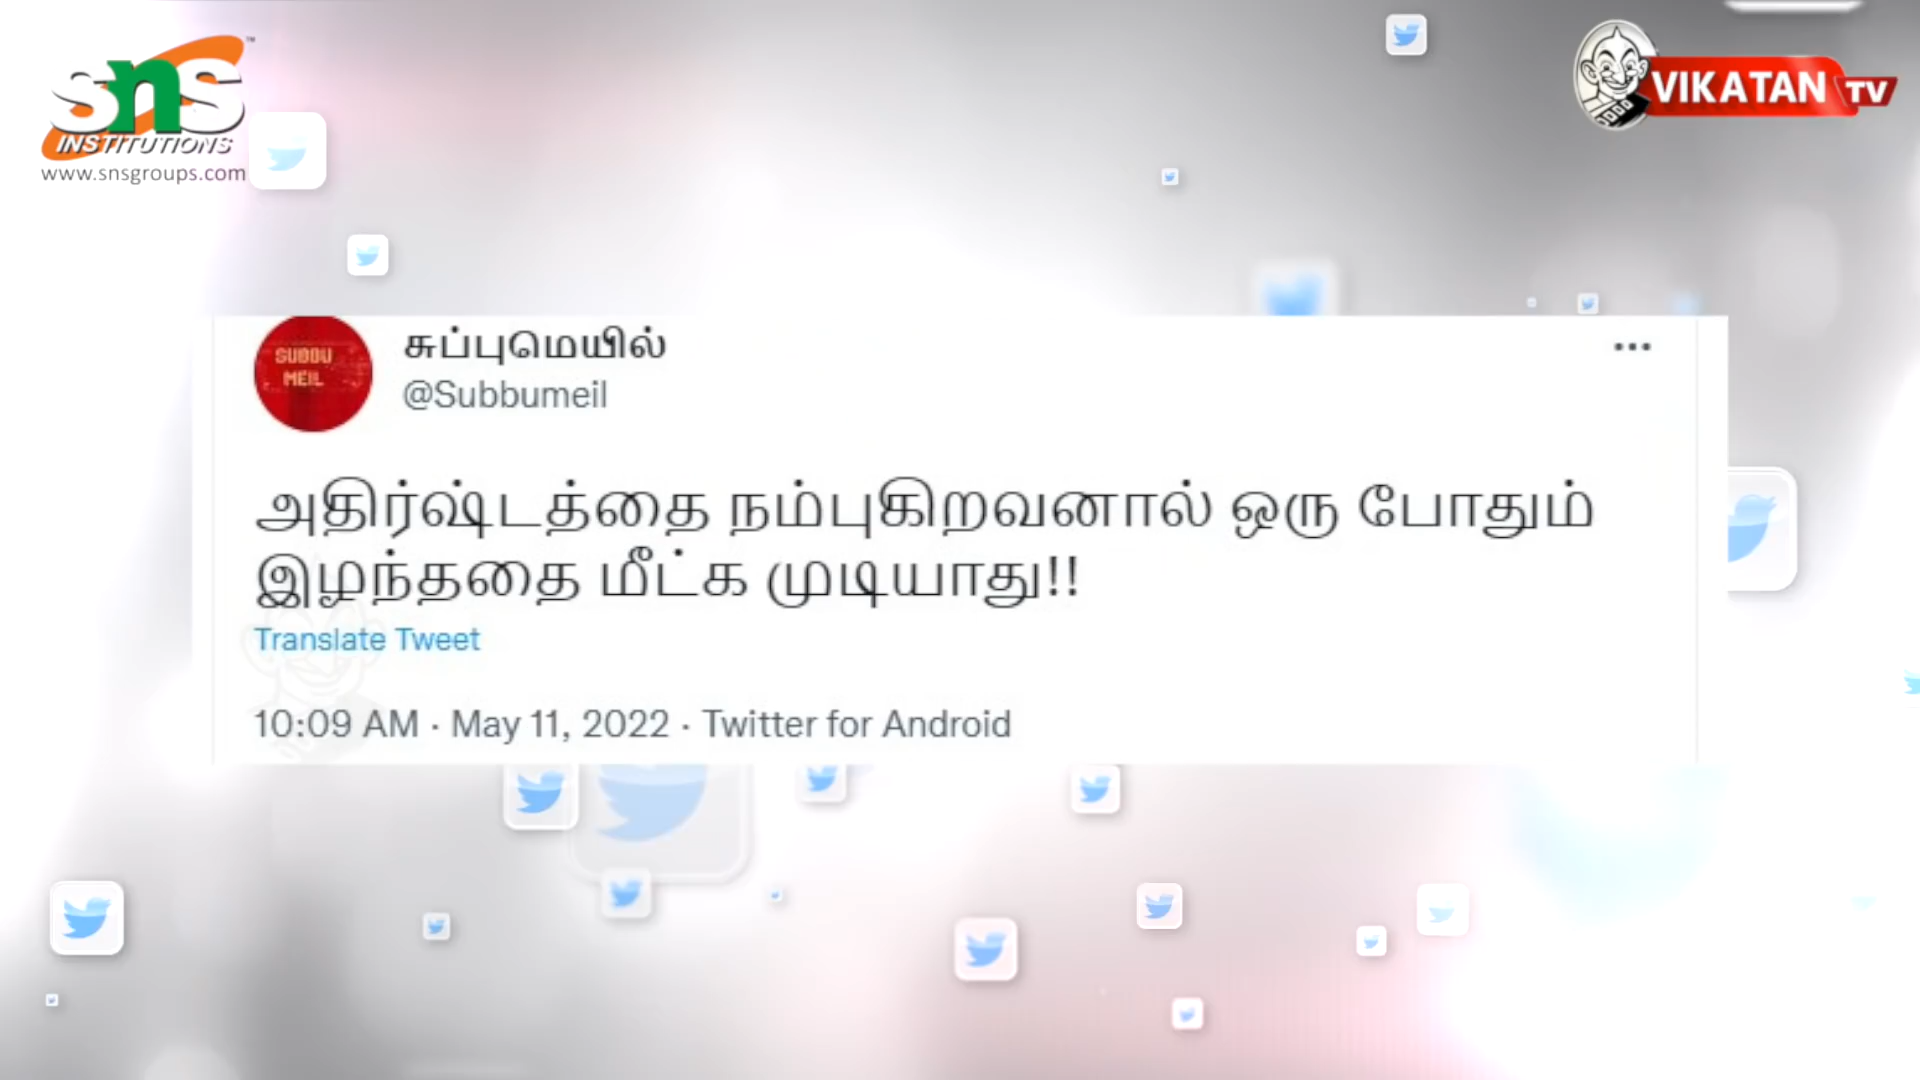 SNS
INSTITUTIONS
www.snsgroups.com
VIKATAN TV
SUBBU
MEIL
சுப்புமெயில்
@Subbumeil
அதிர்ஷ்டத்தை நம்புகிறவனால் ஒரு போதும்
இழந்ததை மீட்க முடியாது!!
Translate Tweet
10:09 AM · May 11, 2022 · Twitter for Android